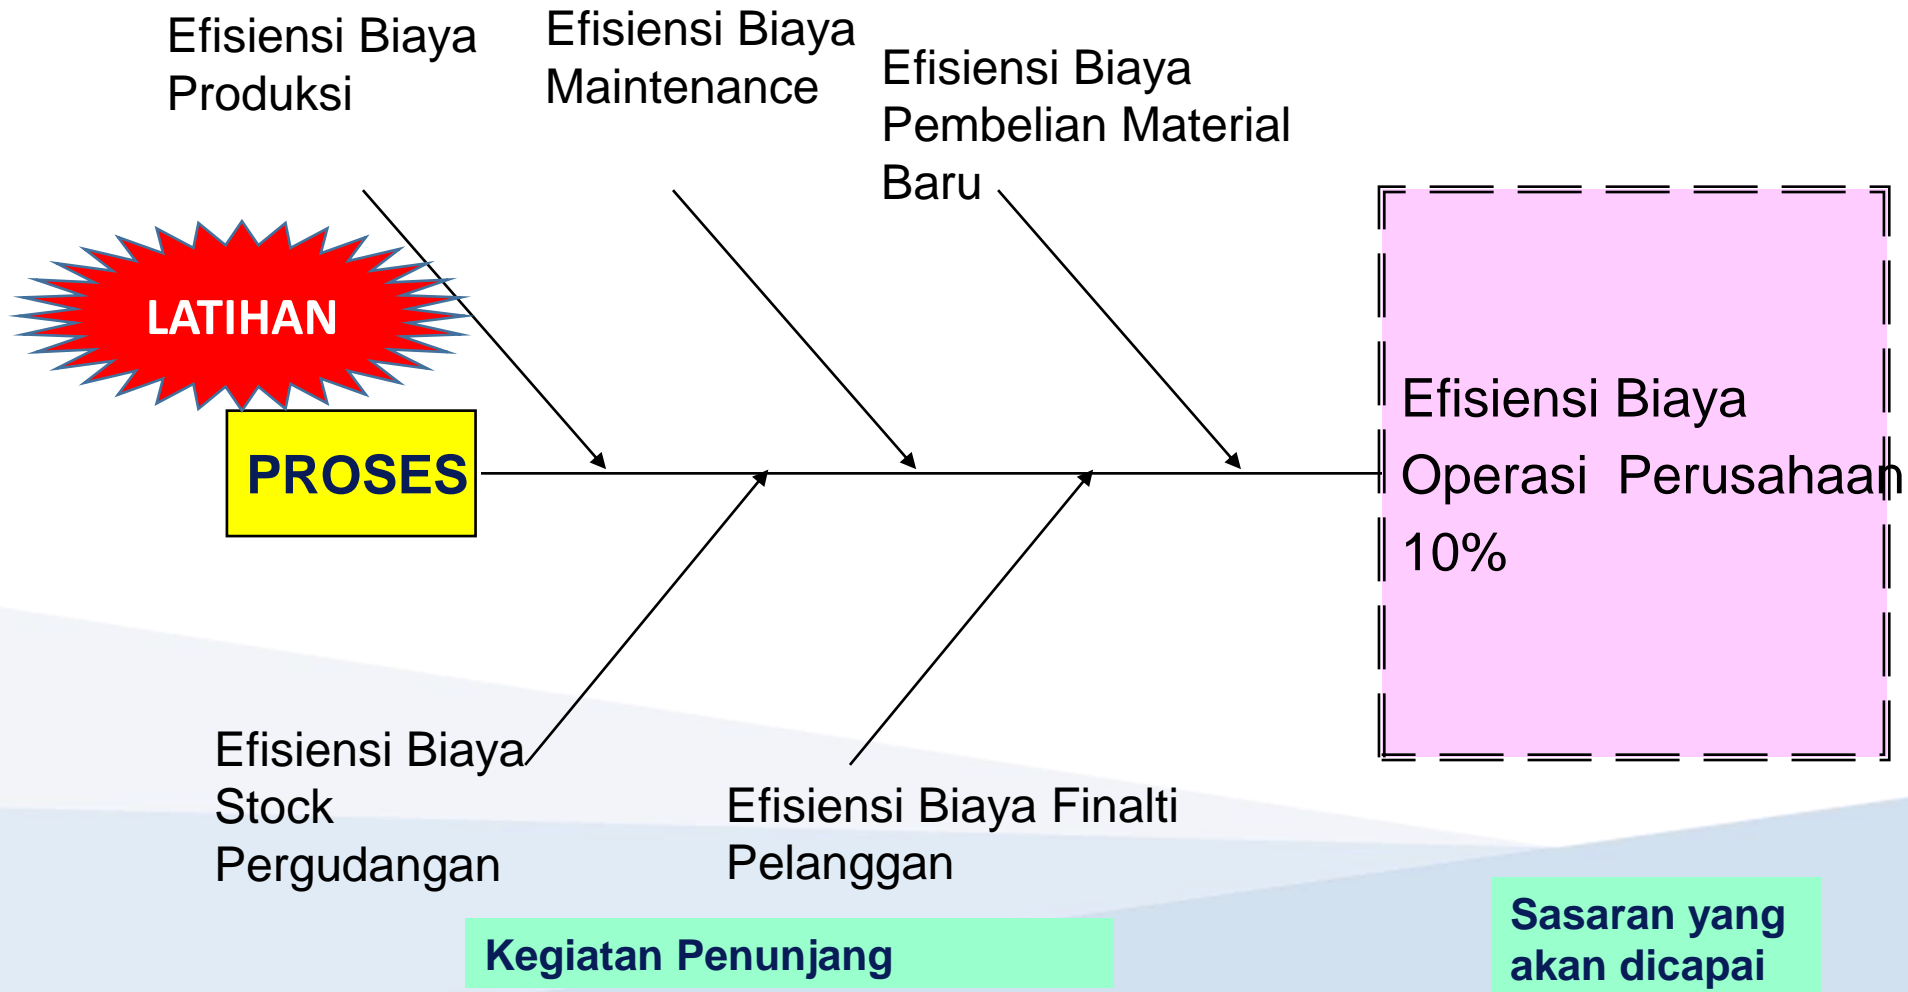 Efisiensi Biaya
Produksi
Efisiensi Biaya
Maintenance
Efisiensi Biaya
Pembelian Material
Baru
LATIHAN
PROSES
Efisiensi Biaya
Operasi  Perusahaan
10%
Efisiensi Biaya
Stock
Pergudangan
Efisiensi Biaya Finalti
Pelanggan
Kegiatan Penunjang
Sasaran yang
akan dicapai